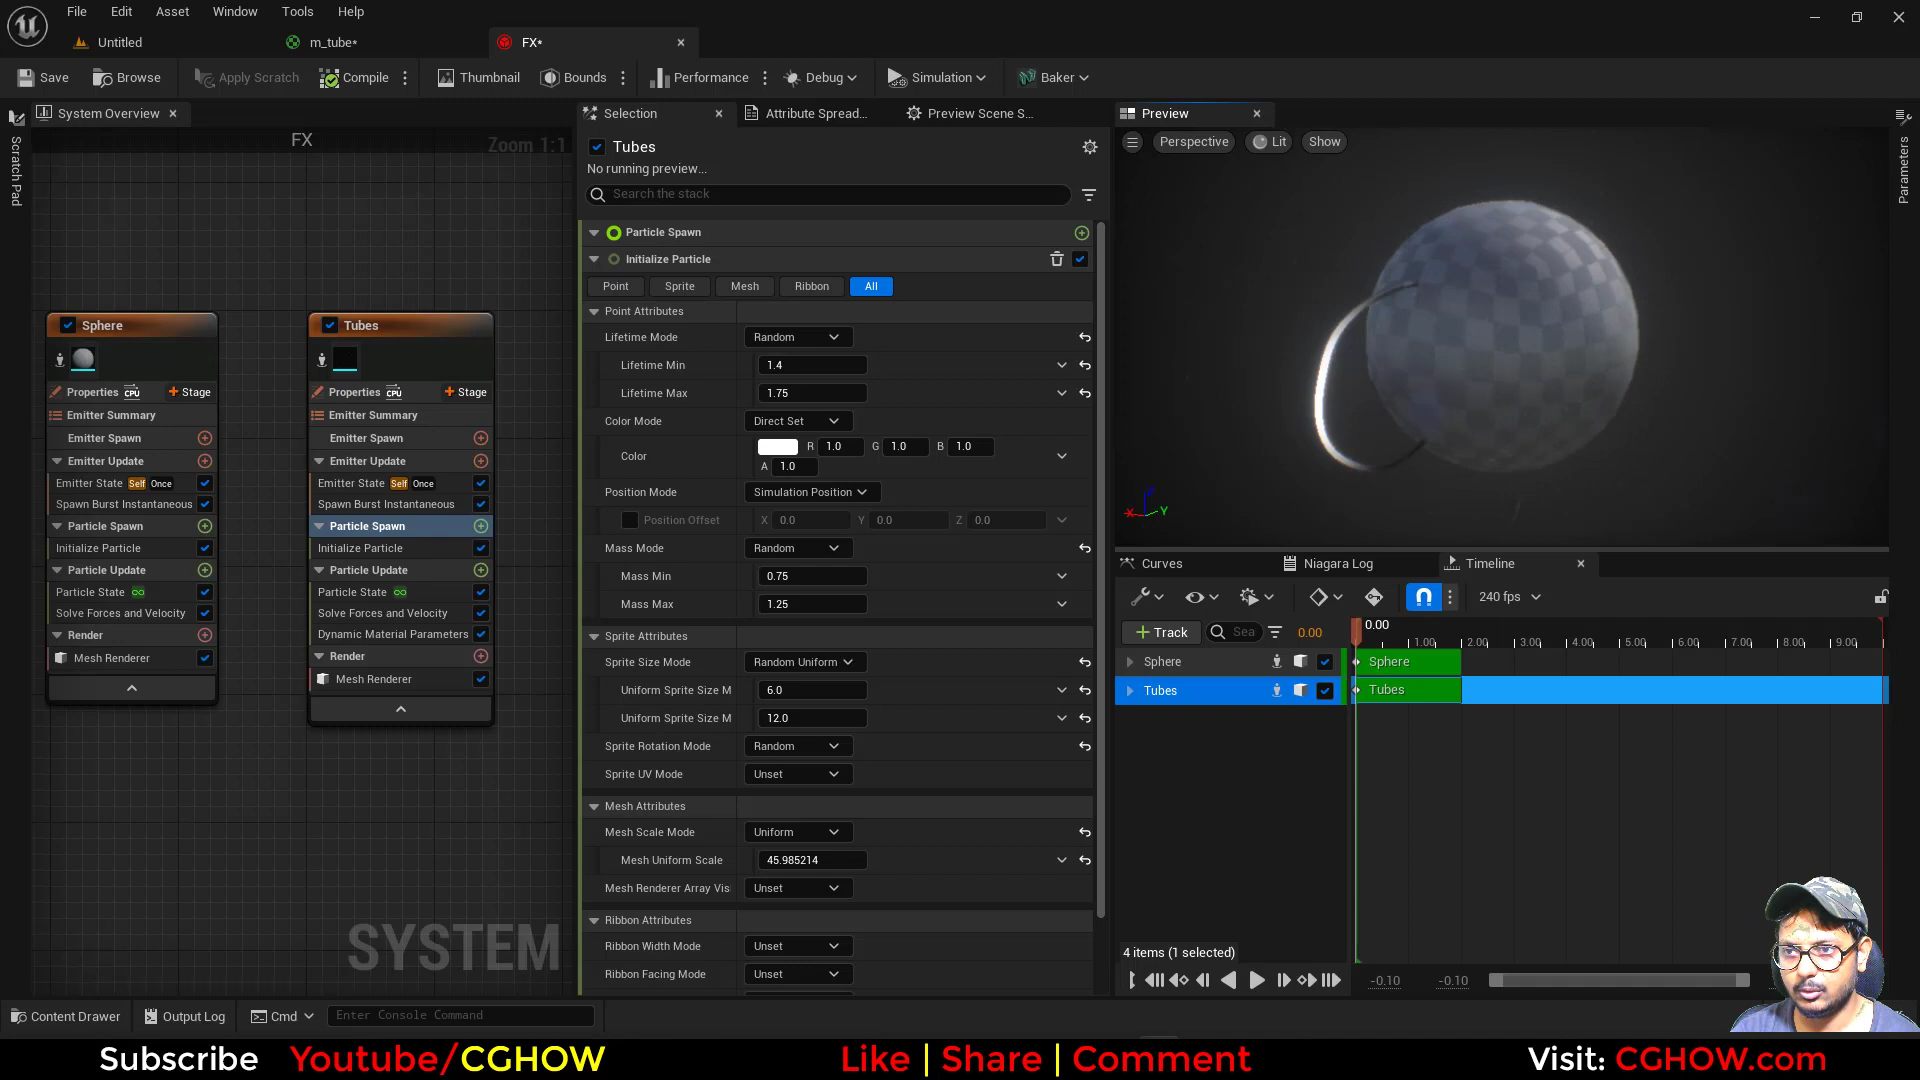 File Edit Asset Window Tools Help
Untitled m_tube* FX*
Save Browse Apply Scratch Compile Thumbnail Bounds Performance Debug Simulation Baker
System Overview
Selection Attribute Spread... Preview Scene S...
Preview
Scratch Pad
FX
Zoom 1:1
Sphere
Properties CPU + Stage
Emitter Summary
Emitter Spawn
Emitter Update
Emitter State Self Once
Spawn Burst Instantaneous
Particle Spawn
Initialize Particle
Particle Update
Particle State
Solve Forces and Velocity
Render
Mesh Renderer
Tubes
Properties CPU + Stage
Emitter Summary
Emitter Spawn
Emitter Update
Emitter State Self Once
Spawn Burst Instantaneous
Particle Spawn
Initialize Particle
Particle Update
Particle State
Solve Forces and Velocity
Dynamic Material Parameters
Render
Mesh Renderer
SYSTEM
Tubes
No running preview...
Search the stack
Particle Spawn
Initialize Particle
Point Sprite Mesh Ribbon All
Point Attributes
Lifetime Mode Random
Lifetime Min 1.4
Lifetime Max 1.75
Color Mode Direct Set
Color R 1.0 G 1.0 B 1.0
A 1.0
Position Mode Simulation Position
Position Offset X 0.0 Y 0.0 Z 0.0
Mass Mode Random
Mass Min 0.75
Mass Max 1.25
Sprite Attributes
Sprite Size Mode Random Uniform
Uniform Sprite Size M 6.0
Uniform Sprite Size M 12.0
Sprite Rotation Mode Random
Sprite UV Mode Unset
Mesh Attributes
Mesh Scale Mode Uniform
Mesh Uniform Scale 45.985214
Mesh Renderer Array Vis Unset
Ribbon Attributes
Ribbon Width Mode Unset
Ribbon Facing Mode Unset
Perspective Lit Show
X Y
Parameters
Curves Niagara Log Timeline
240 fps
+ Track Sea 0.00
0.00
1.00 2.00 3.00 4.00 5.00 6.00 7.00 8.00 9.00
Sphere Sphere
Tubes Tubes
4 items (1 selected)
-0.10 -0.10
Content Drawer Output Log Cmd Enter Console Command
Subscribe Youtube/CGHOW Like | Share | Comment Visit: CGHOW.com